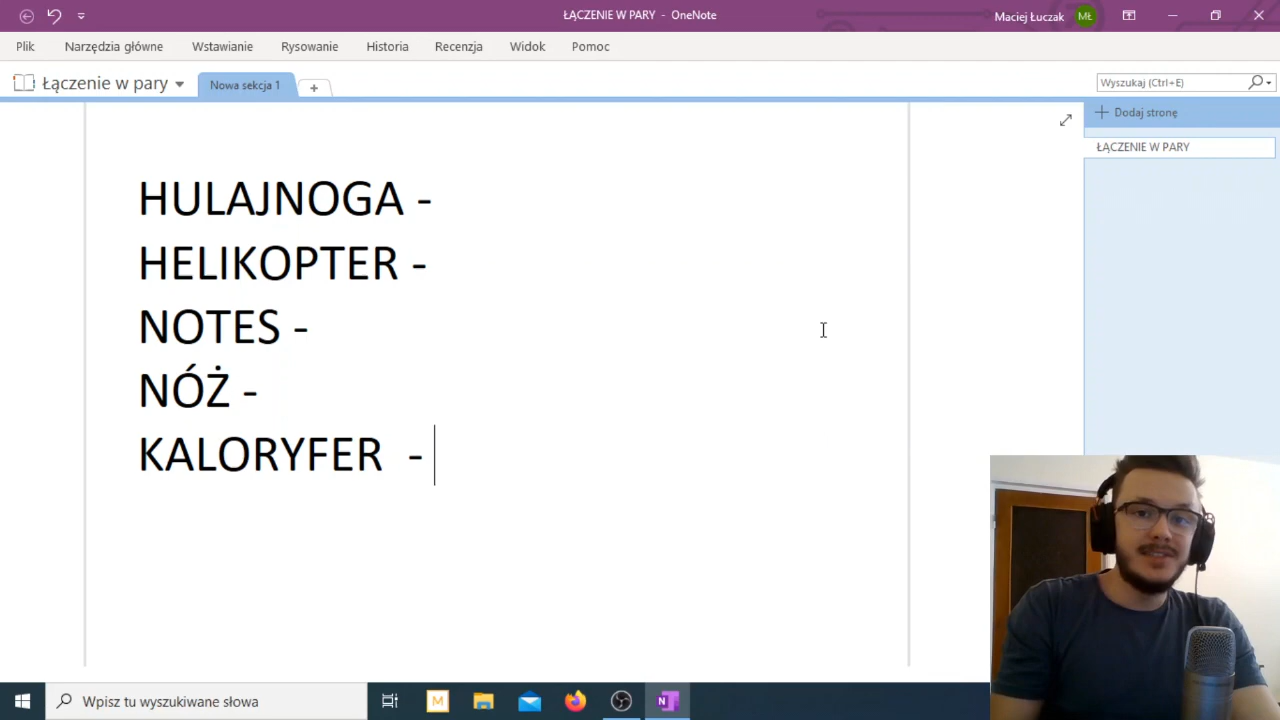 ŁĄCZENIE W PARY - OneNote
Maciej Łuczak MŁ
Plik Narzędzia główne Wstawianie Rysowanie Historia Recenzja Widok Pomoc
Łączenie w pary Nowa sekcja 1 +
Wyszukaj (Ctrl+E)
Dodaj stronę
ŁĄCZENIE W PARY
HULAJNOGA -
HELIKOPTER -
NOTES -
NÓŻ -
KALORYFER -
M N
Wpisz tu wyszukiwane słowa